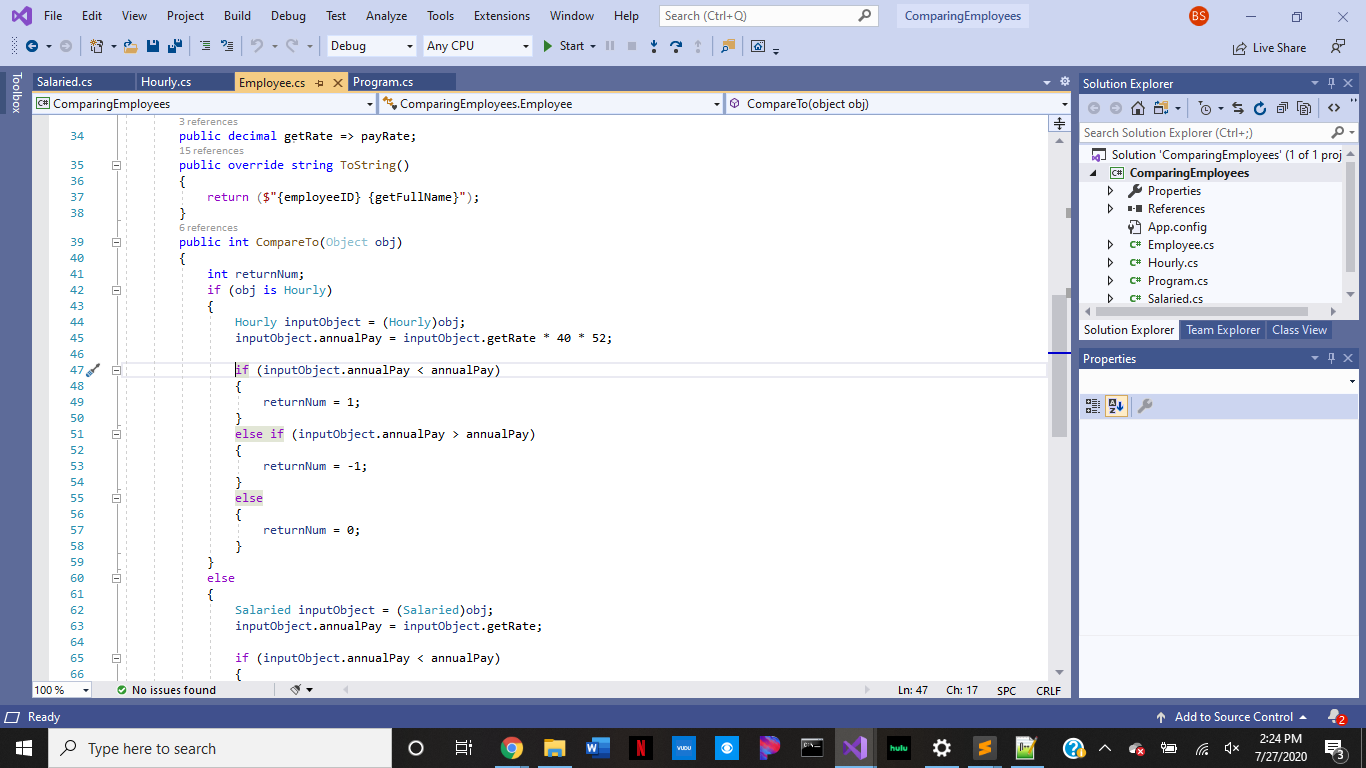 File Edit View Project Build Debug Test Analyze Tools Extensions Window Help Search (Ctrl+Q) ComparingEmployees BS
Debug Any CPU Start Live Share
Toolbox
Salaried.cs Hourly.cs Employee.cs Program.cs
ComparingEmployees ComparingEmployees.Employee CompareTo(object obj)
3 references
34 public decimal getRate => payRate;
15 references
35 public override string ToString()
36 {
37 return ($"{employeeID} {getFullName}");
38 }
6 references
39 public int CompareTo(Object obj)
40 {
41 int returnNum;
42 if (obj is Hourly)
43 {
44 Hourly inputObject = (Hourly)obj;
45 inputObject.annualPay = inputObject.getRate * 40 * 52;
46
47 if (inputObject.annualPay < annualPay)
48 {
49 returnNum = 1;
50 }
51 else if (inputObject.annualPay > annualPay)
52 {
53 returnNum = -1;
54 }
55 else
56 {
57 returnNum = 0;
58 }
59 }
60 else
61 {
62 Salaried inputObject = (Salaried)obj;
63 inputObject.annualPay = inputObject.getRate;
64
65 if (inputObject.annualPay < annualPay)
66 {
100 % No issues found Ln: 47 Ch: 17 SPC CRLF
Solution Explorer
Search Solution Explorer (Ctrl+;)
Solution 'ComparingEmployees' (1 of 1 proj
C# ComparingEmployees
Properties
References
App.config
C# Employee.cs
C# Hourly.cs
C# Program.cs
C# Salaried.cs
Solution Explorer Team Explorer Class View
Properties
Ready Add to Source Control 2
Type here to search W N VUDU hulu S ? 2:24 PM
7/27/2020 3